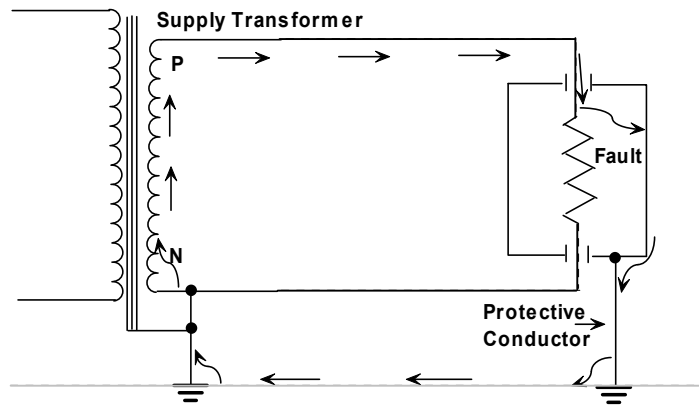 Supply Transformer
P
Fault
N
Protective
Conductor